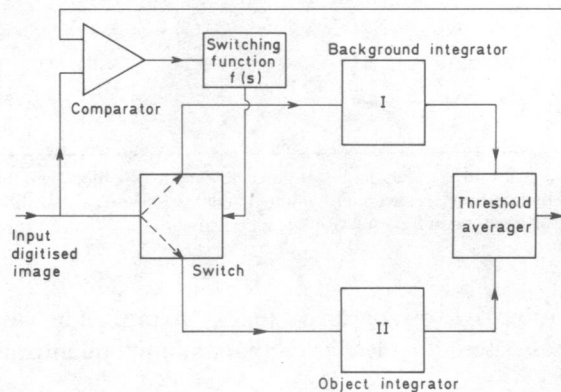 Switching
function
f(s)
Background integrator
I
Comparator
Threshold
averager
Input
digitised
image
Switch
II
Object integrator